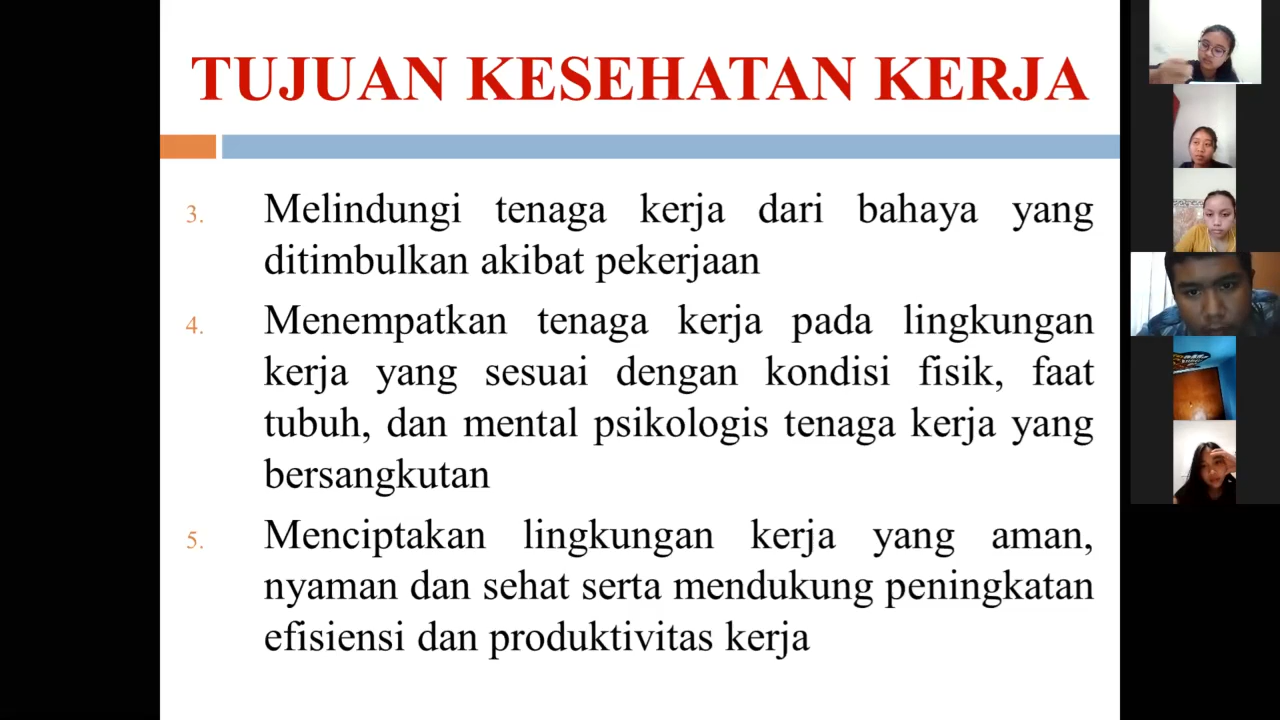 TUJUAN KESEHATAN KERJA
3. Melindungi tenaga kerja dari bahaya yang
ditimbulkan akibat pekerjaan
4. Menempatkan tenaga kerja pada lingkungan
kerja yang sesuai dengan kondisi fisik, faat
tubuh, dan mental psikologis tenaga kerja yang
bersangkutan
5. Menciptakan lingkungan kerja yang aman,
nyaman dan sehat serta mendukung peningkatan
efisiensi dan produktivitas kerja